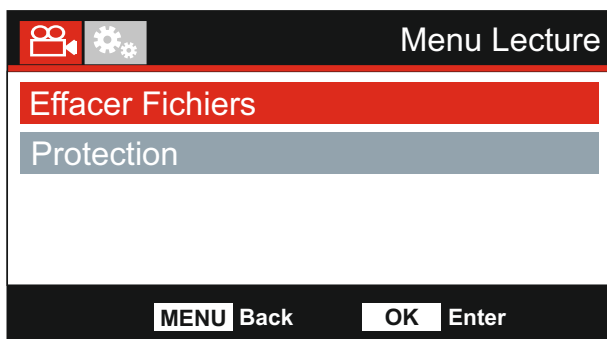 Menu Lecture
Effacer Fichiers
Protection
MENU Back OK Enter